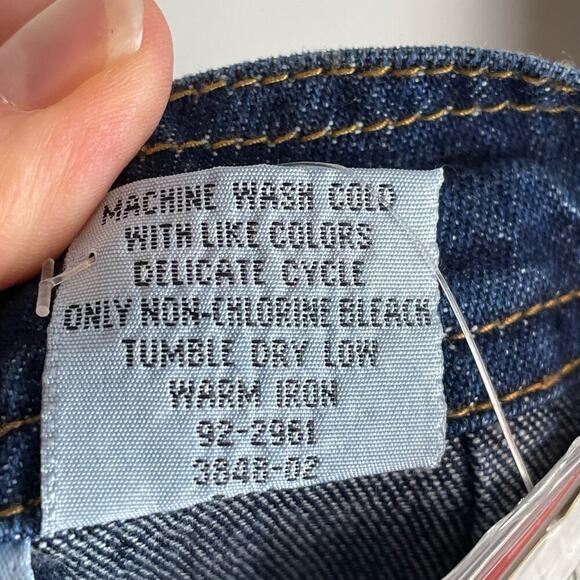 MACHINE WASH COLD
WITH LIKE COLORS
DELICATE CYCLE
ONLY NON-CHLORINE BLEACH
TUMBLE DRY LOW
WARM IRON
92-2961
3848-02